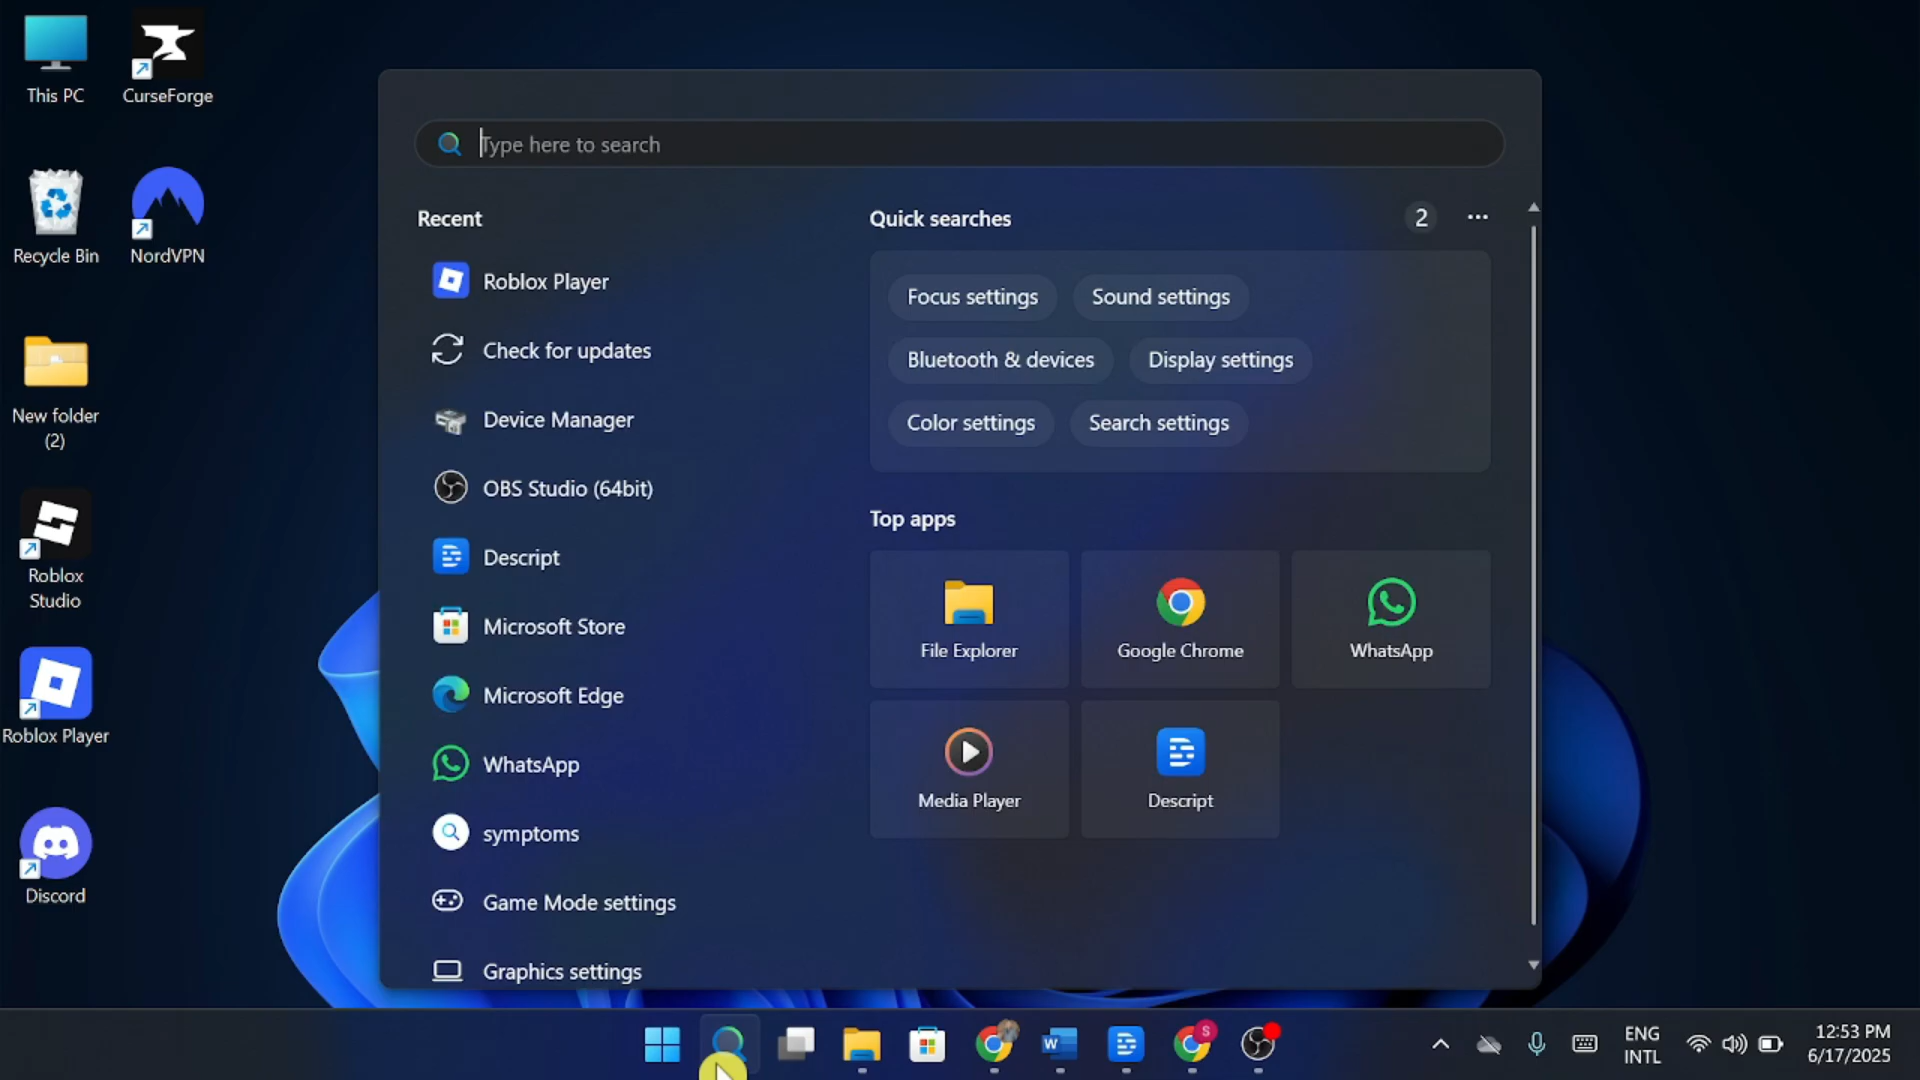 This PC
CurseForge
Recycle Bin
NordVPN
New folder
(2)
Roblox
Studio
Roblox Player
Discord
Type here to search
Recent
Roblox Player
Check for updates
Device Manager
OBS Studio (64bit)
Descript
Microsoft Store
Microsoft Edge
WhatsApp
symptoms
Game Mode settings
Graphics settings
Quick searches
2
Focus settings
Sound settings
Bluetooth & devices
Display settings
Color settings
Search settings
Top apps
File Explorer
Google Chrome
WhatsApp
Media Player
Descript
W
S
ENG
INTL
12:53 PM
6/17/2025